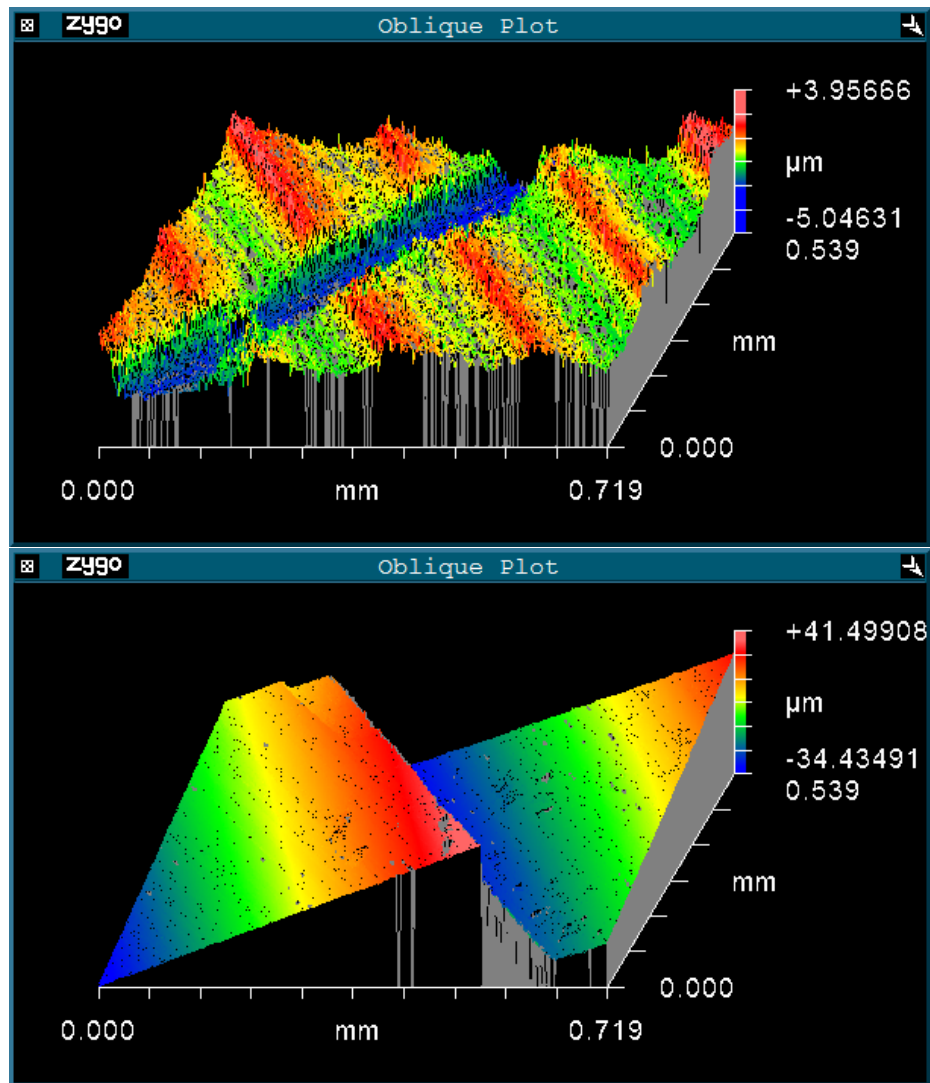 zygo Oblique Plot
+3.95666
µm
-5.04631
0.539
mm
0.000
0.000 mm 0.719
zygo Oblique Plot
+41.49908
µm
-34.43491
0.539
mm
0.000
0.000 mm 0.719